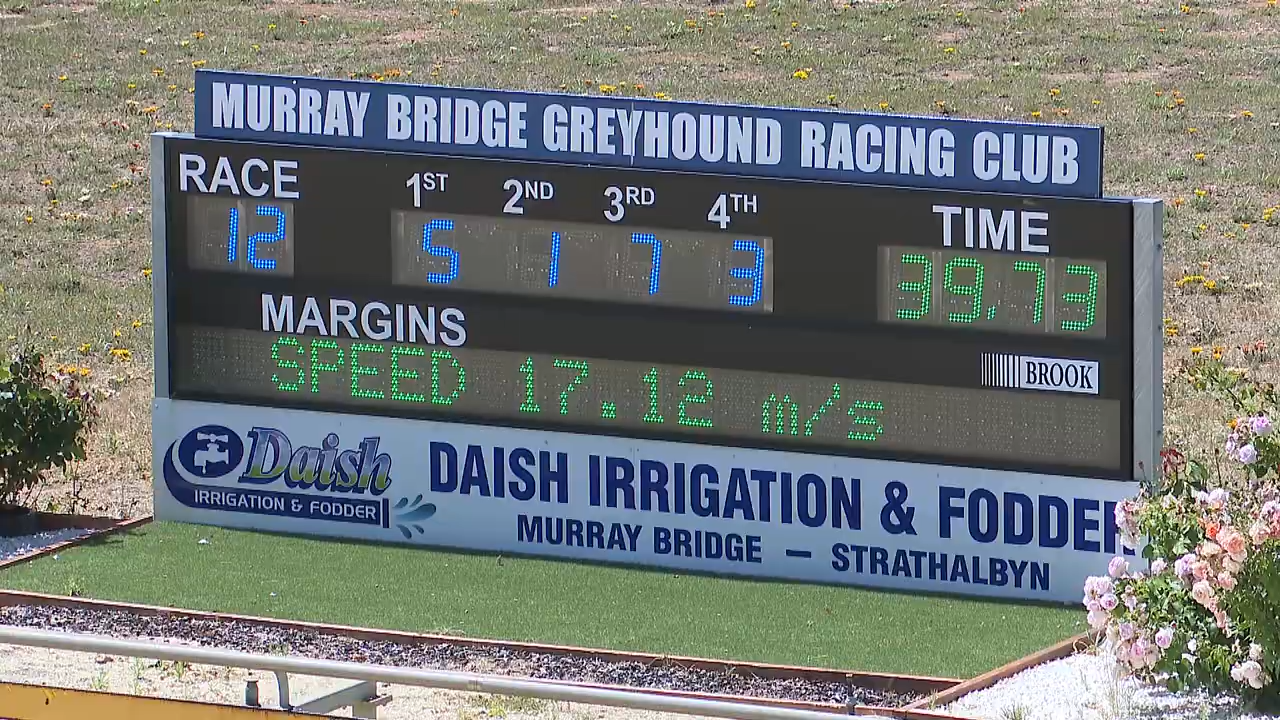 MURRAY BRIDGE GREYHOUND RACING CLUB
RACE 1ST 2ND 3RD 4TH TIME
12 5 1 7 3 39.73
MARGINS
BROOK
SPEED 17.12 m/s
Daish
IRRIGATION & FODDER
DAISH IRRIGATION & FODDER
MURRAY BRIDGE — STRATHALBYN